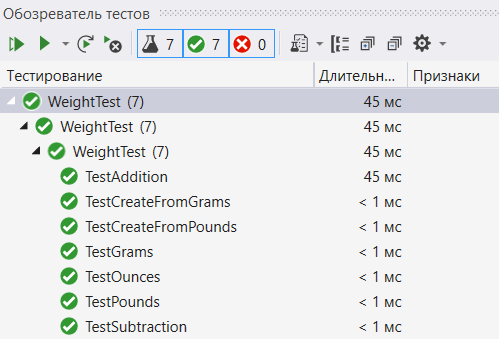 Обозреватель тестов
7 7 0
Тестирование Длительн... Признаки
WeightTest (7) 45 мс
WeightTest (7) 45 мс
WeightTest (7) 45 мс
TestAddition 45 мс
TestCreateFromGrams < 1 мс
TestCreateFromPounds < 1 мс
TestGrams < 1 мс
TestOunces < 1 мс
TestPounds < 1 мс
TestSubtraction < 1 мс